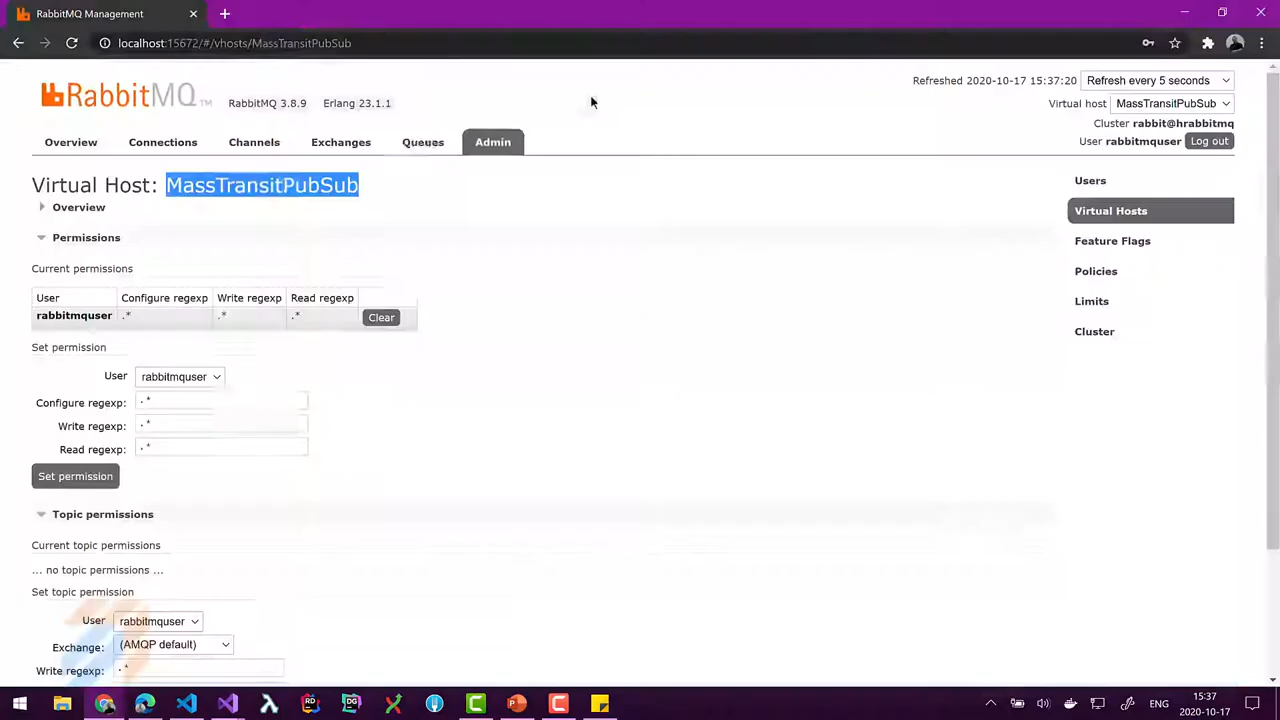 RabbitMQ Management
localhost:15672/#/vhosts/MassTransitPubSub
RabbitMQ TM RabbitMQ 3.8.9 Erlang 23.1.1
Refreshed 2020-10-17 15:37:20 Refresh every 5 seconds
Virtual host MassTransitPubSub
Cluster rabbit@hrabbitmq
User rabbitmquser Log out
Overview Connections Channels Exchanges Queues Admin
Virtual Host: MassTransitPubSub
Overview
Permissions
Current permissions
User Configure regexp Write regexp Read regexp
rabbitmquser .* .* .* Clear
Set permission
User rabbitmquser
Configure regexp: .*
Write regexp: .*
Read regexp: .*
Set permission
Topic permissions
Current topic permissions
... no topic permissions ...
Set topic permission
User rabbitmquser
Exchange: (AMQP default)
Write regexp: .*
Users
Virtual Hosts
Feature Flags
Policies
Limits
Cluster
ENG
15:37
2020-10-17